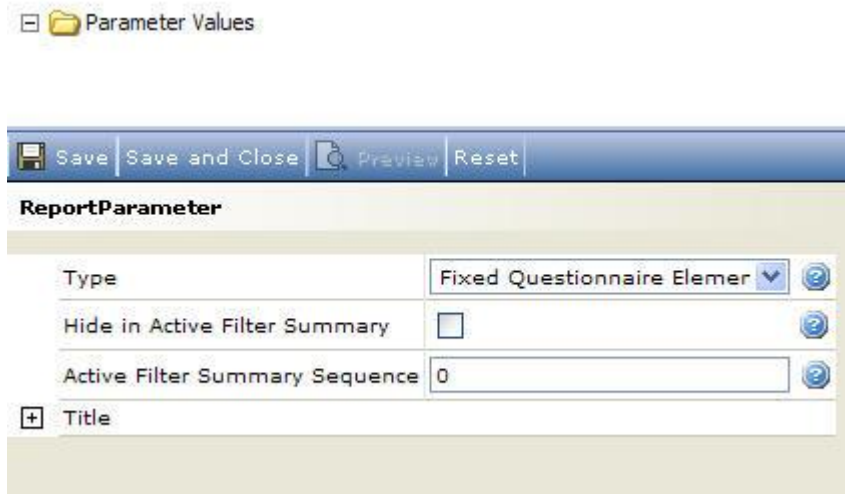 Parameter Values
Save Save and Close Preview Reset
ReportParameter
Type Fixed Questionnaire Elemer
Hide in Active Filter Summary
Active Filter Summary Sequence 0
Title